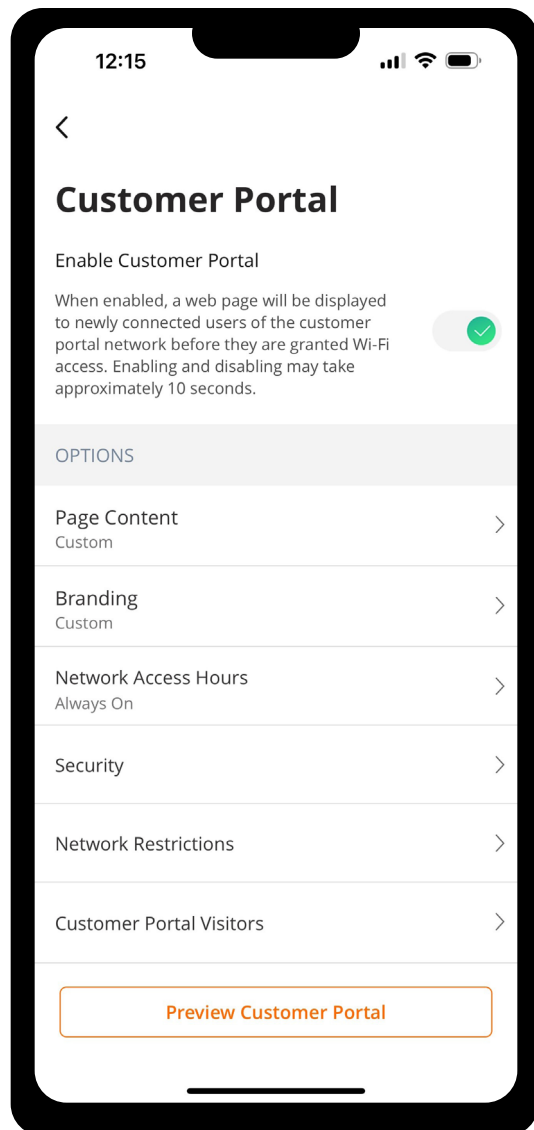 12:15
Customer Portal
Enable Customer Portal
When enabled, a web page will be displayed
to newly connected users of the customer
portal network before they are granted Wi-Fi
access. Enabling and disabling may take
approximately 10 seconds.
OPTIONS
Page Content
Custom
Branding
Custom
Network Access Hours
Always On
Security
Network Restrictions
Customer Portal Visitors
Preview Customer Portal